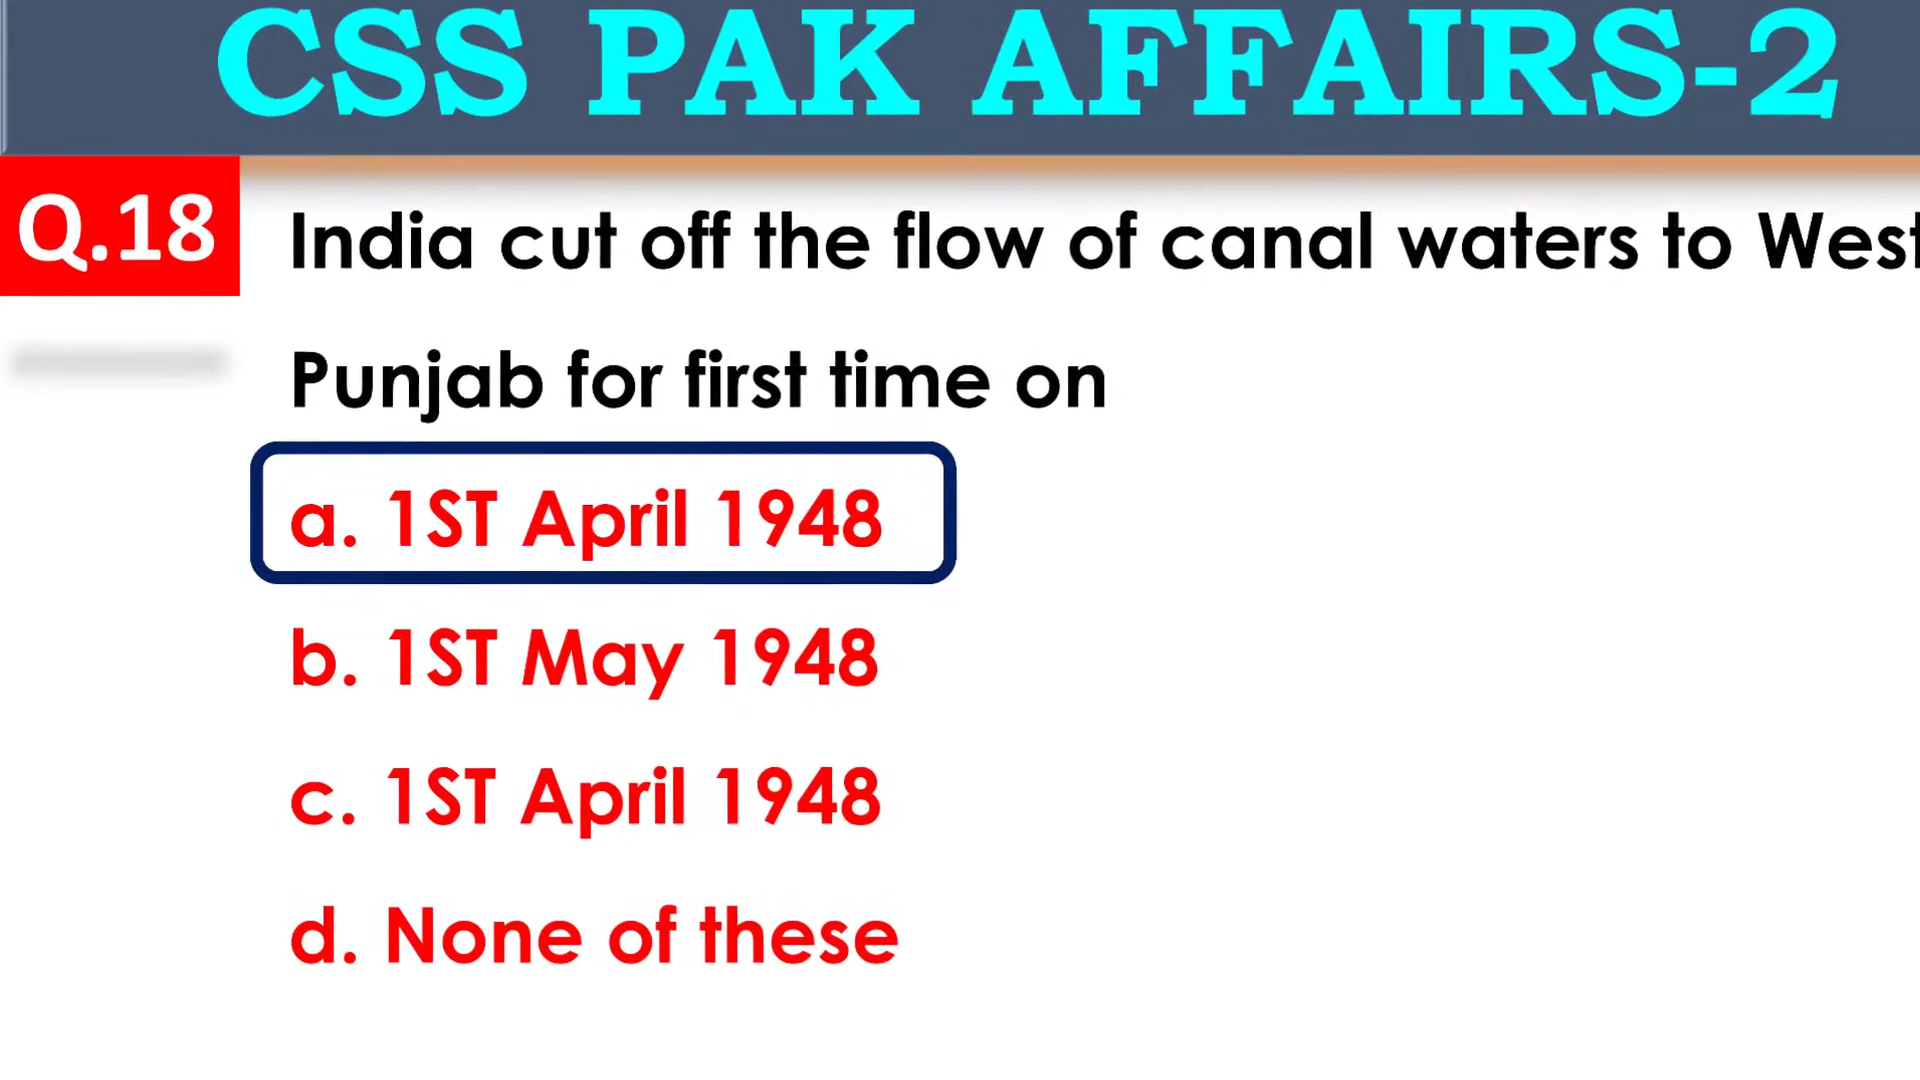 CSS PAK AFFAIRS-2
Q.18
India cut off the flow of canal waters to West
Punjab for first time on
a. 1ST April 1948
b. 1ST May 1948
c. 1ST April 1948
d. None of these